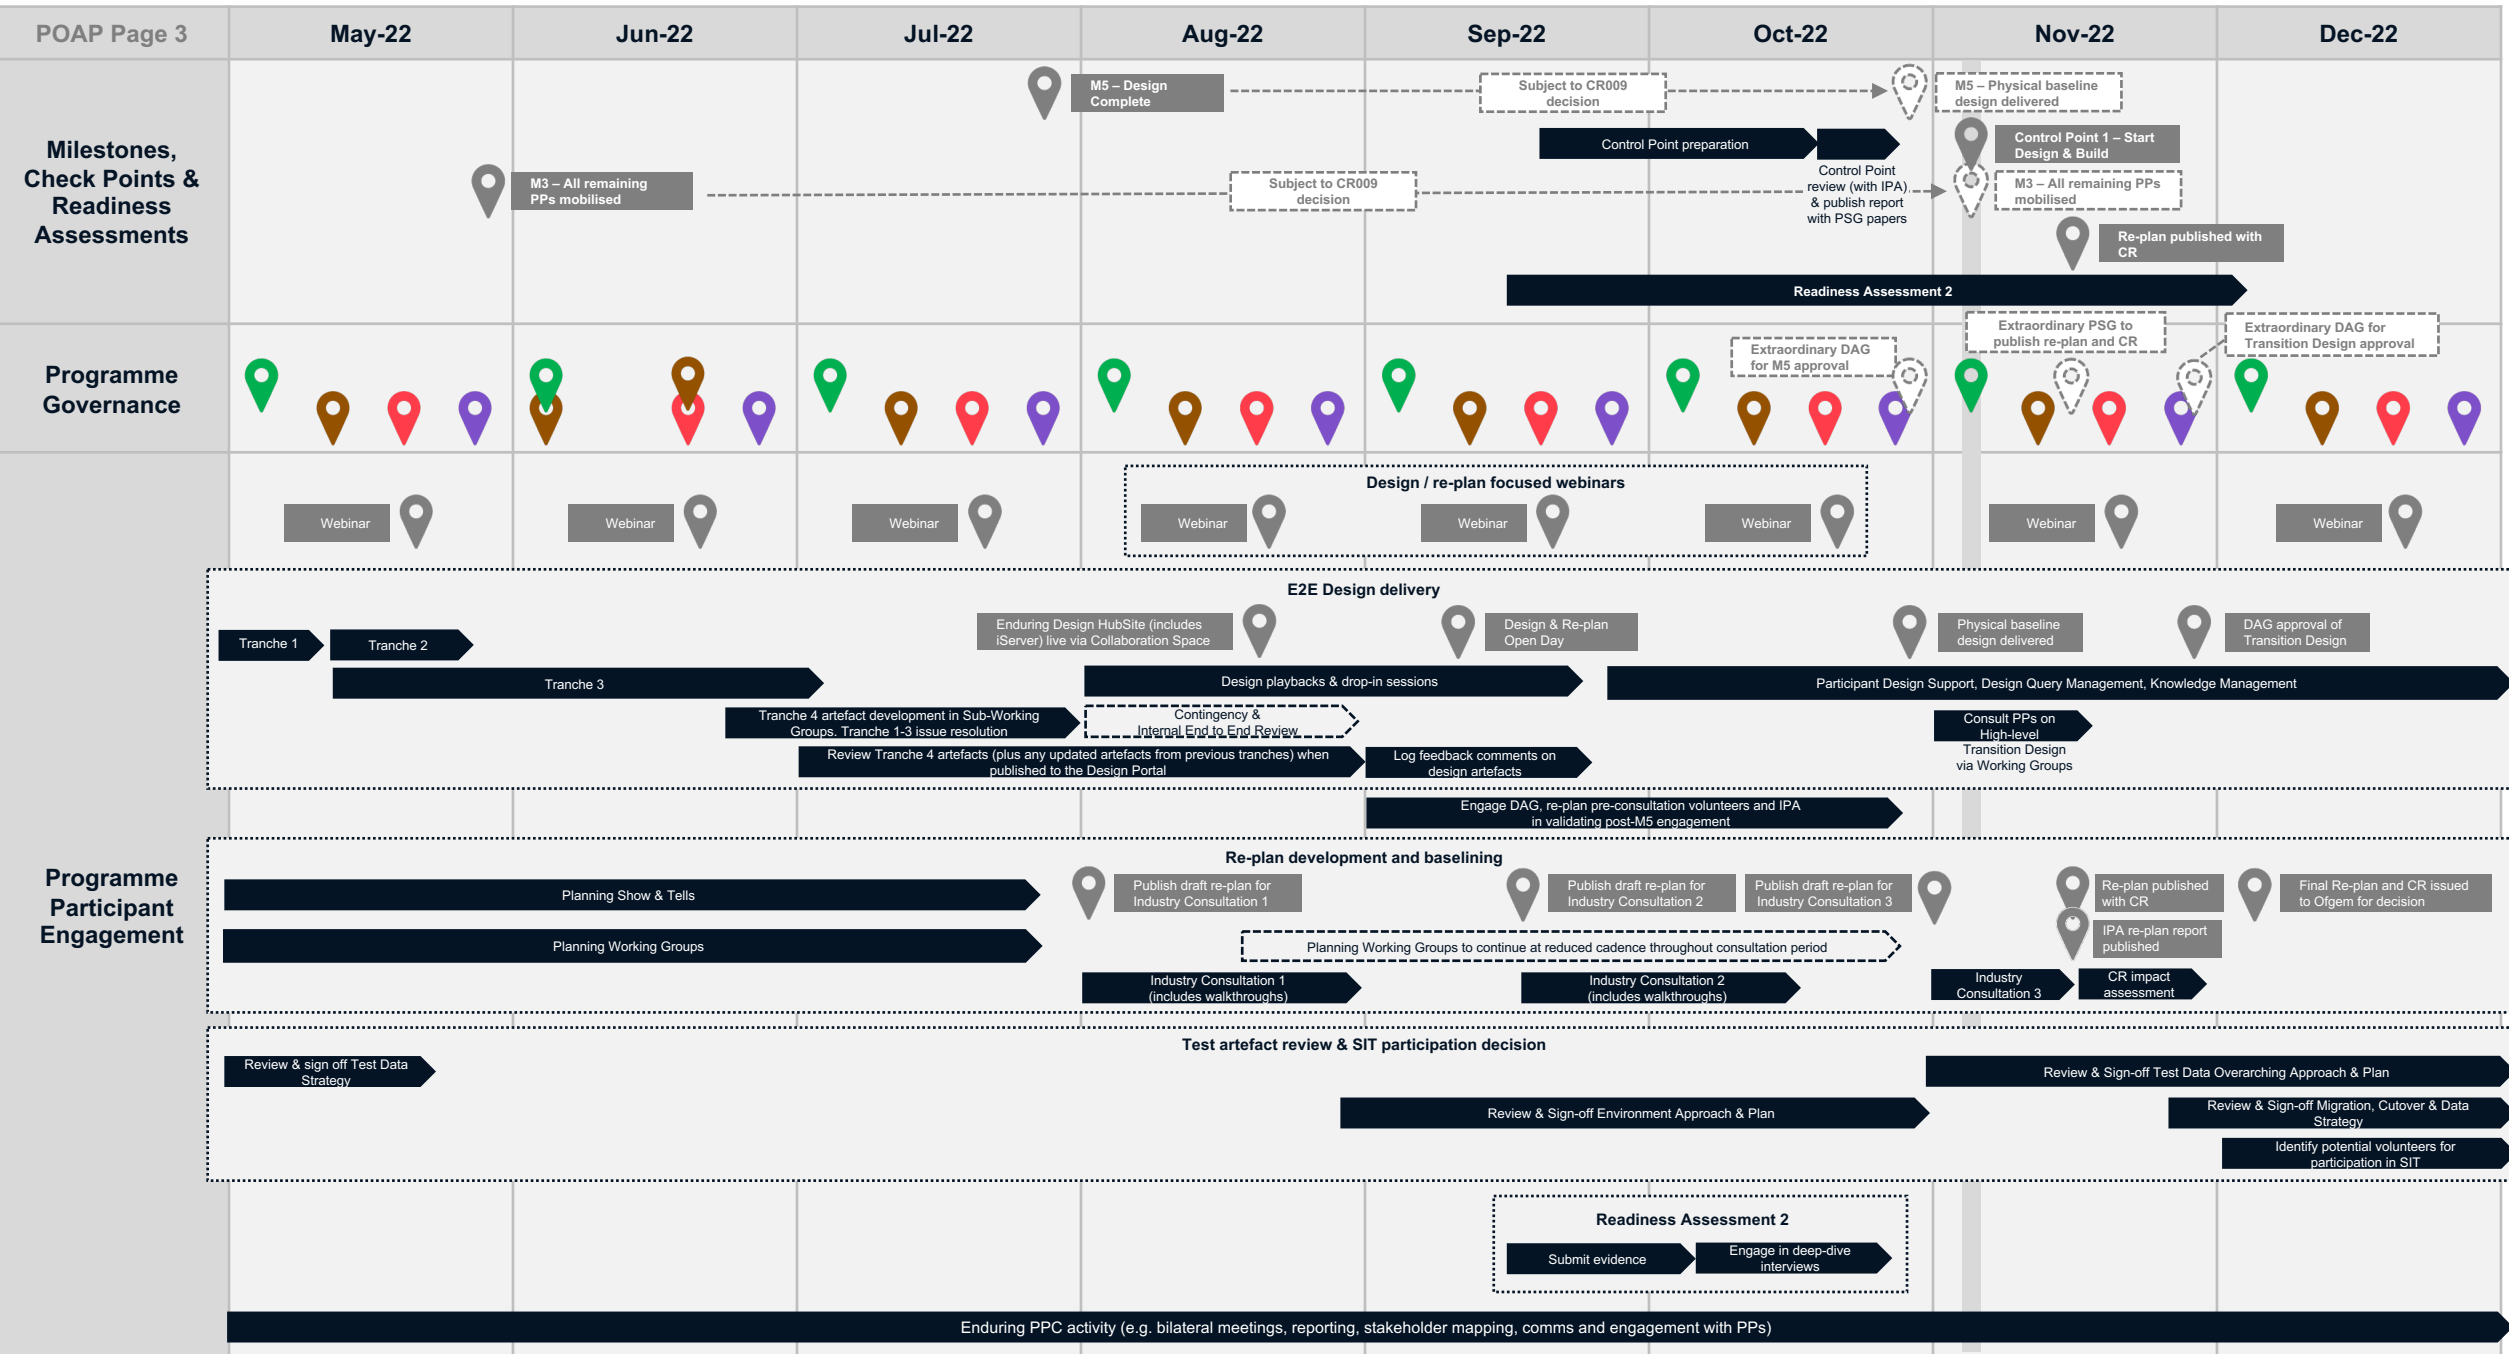 POAP Page 3
May-22
Jun-22
Jul-22
Aug-22
Sep-22
Oct-22
Nov-22
Dec-22
Milestones,
Check Points &
Readiness
Assessments
M5 – Design
Complete
Subject to CR009
decision
M5 – Physical baseline
design delivered
Control Point preparation
Control Point
review (with IPA)
& publish report
with PSG papers
Control Point 1 – Start
Design & Build
M3 – All remaining
PPs mobilised
Subject to CR009
decision
M3 – All remaining PPs
mobilised
Re-plan published with
CR
Readiness Assessment 2
Programme
Governance
Extraordinary DAG
for M5 approval
Extraordinary PSG to
publish re-plan and CR
Extraordinary DAG for
Transition Design approval
Programme
Participant
Engagement
Design / re-plan focused webinars
Webinar
Webinar
Webinar
Webinar
Webinar
Webinar
Webinar
Webinar
E2E Design delivery
Enduring Design HubSite (includes
iServer) live via Collaboration Space
Design & Re-plan
Open Day
Physical baseline
design delivered
DAG approval of
Transition Design
Tranche 1
Tranche 2
Tranche 3
Design playbacks & drop-in sessions
Participant Design Support, Design Query Management, Knowledge Management
Tranche 4 artefact development in Sub-Working
Groups. Tranche 1-3 issue resolution
Contingency &
Internal End to End Review
Consult PPs on
High-level
Transition Design
via Working Groups
Review Tranche 4 artefacts (plus any updated artefacts from previous tranches) when
published to the Design Portal
Log feedback comments on
design artefacts
Engage DAG, re-plan pre-consultation volunteers and IPA
in validating post-M5 engagement
Re-plan development and baselining
Planning Show & Tells
Publish draft re-plan for
Industry Consultation 1
Publish draft re-plan for
Industry Consultation 2
Publish draft re-plan for
Industry Consultation 3
Re-plan published
with CR
Final Re-plan and CR issued
to Ofgem for decision
IPA re-plan report
published
Planning Working Groups
Planning Working Groups to continue at reduced cadence throughout consultation period
Industry Consultation 1
(includes walkthroughs)
Industry Consultation 2
(includes walkthroughs)
Industry
Consultation 3
CR impact
assessment
Test artefact review & SIT participation decision
Review & sign off Test Data
Strategy
Review & Sign-off Test Data Overarching Approach & Plan
Review & Sign-off Environment Approach & Plan
Review & Sign-off Migration, Cutover & Data
Strategy
Identify potential volunteers for
participation in SIT
Readiness Assessment 2
Submit evidence
Engage in deep-dive
interviews
Enduring PPC activity (e.g. bilateral meetings, reporting, stakeholder mapping, comms and engagement with PPs)